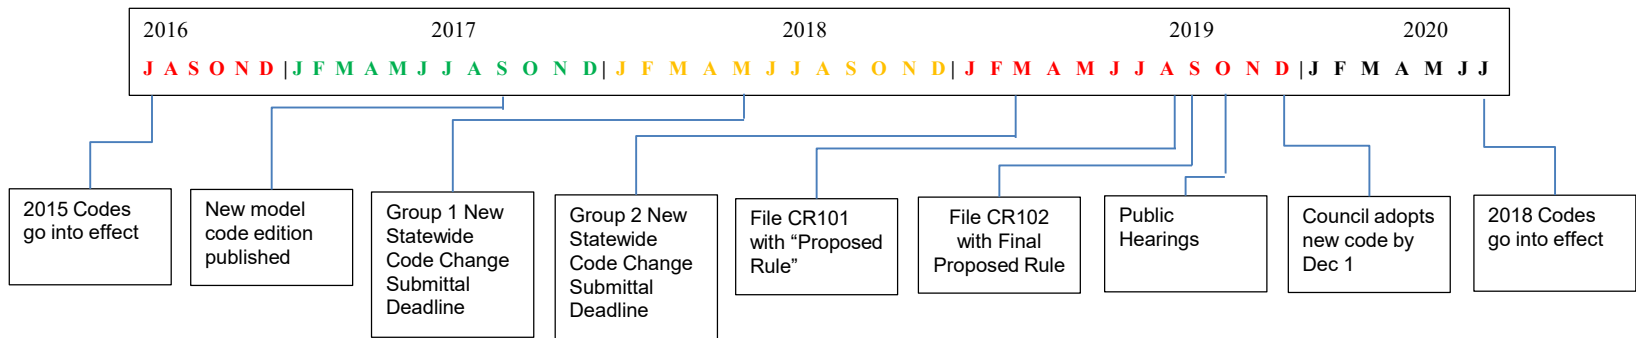 2016 2017 2018 2019 2020
J A S O N D | J F M A M J J A S O N D | J F M A M J J A S O N D | J F M A M J J A S O N D | J F M A M J J
2015 Codes
go into effect
New model
code edition
published
Group 1 New
Statewide
Code Change
Submittal
Deadline
Group 2 New
Statewide
Code Change
Submittal
Deadline
File CR101
with “Proposed
Rule”
File CR102
with Final
Proposed Rule
Public
Hearings
Council adopts
new code by
Dec 1
2018 Codes
go into effect